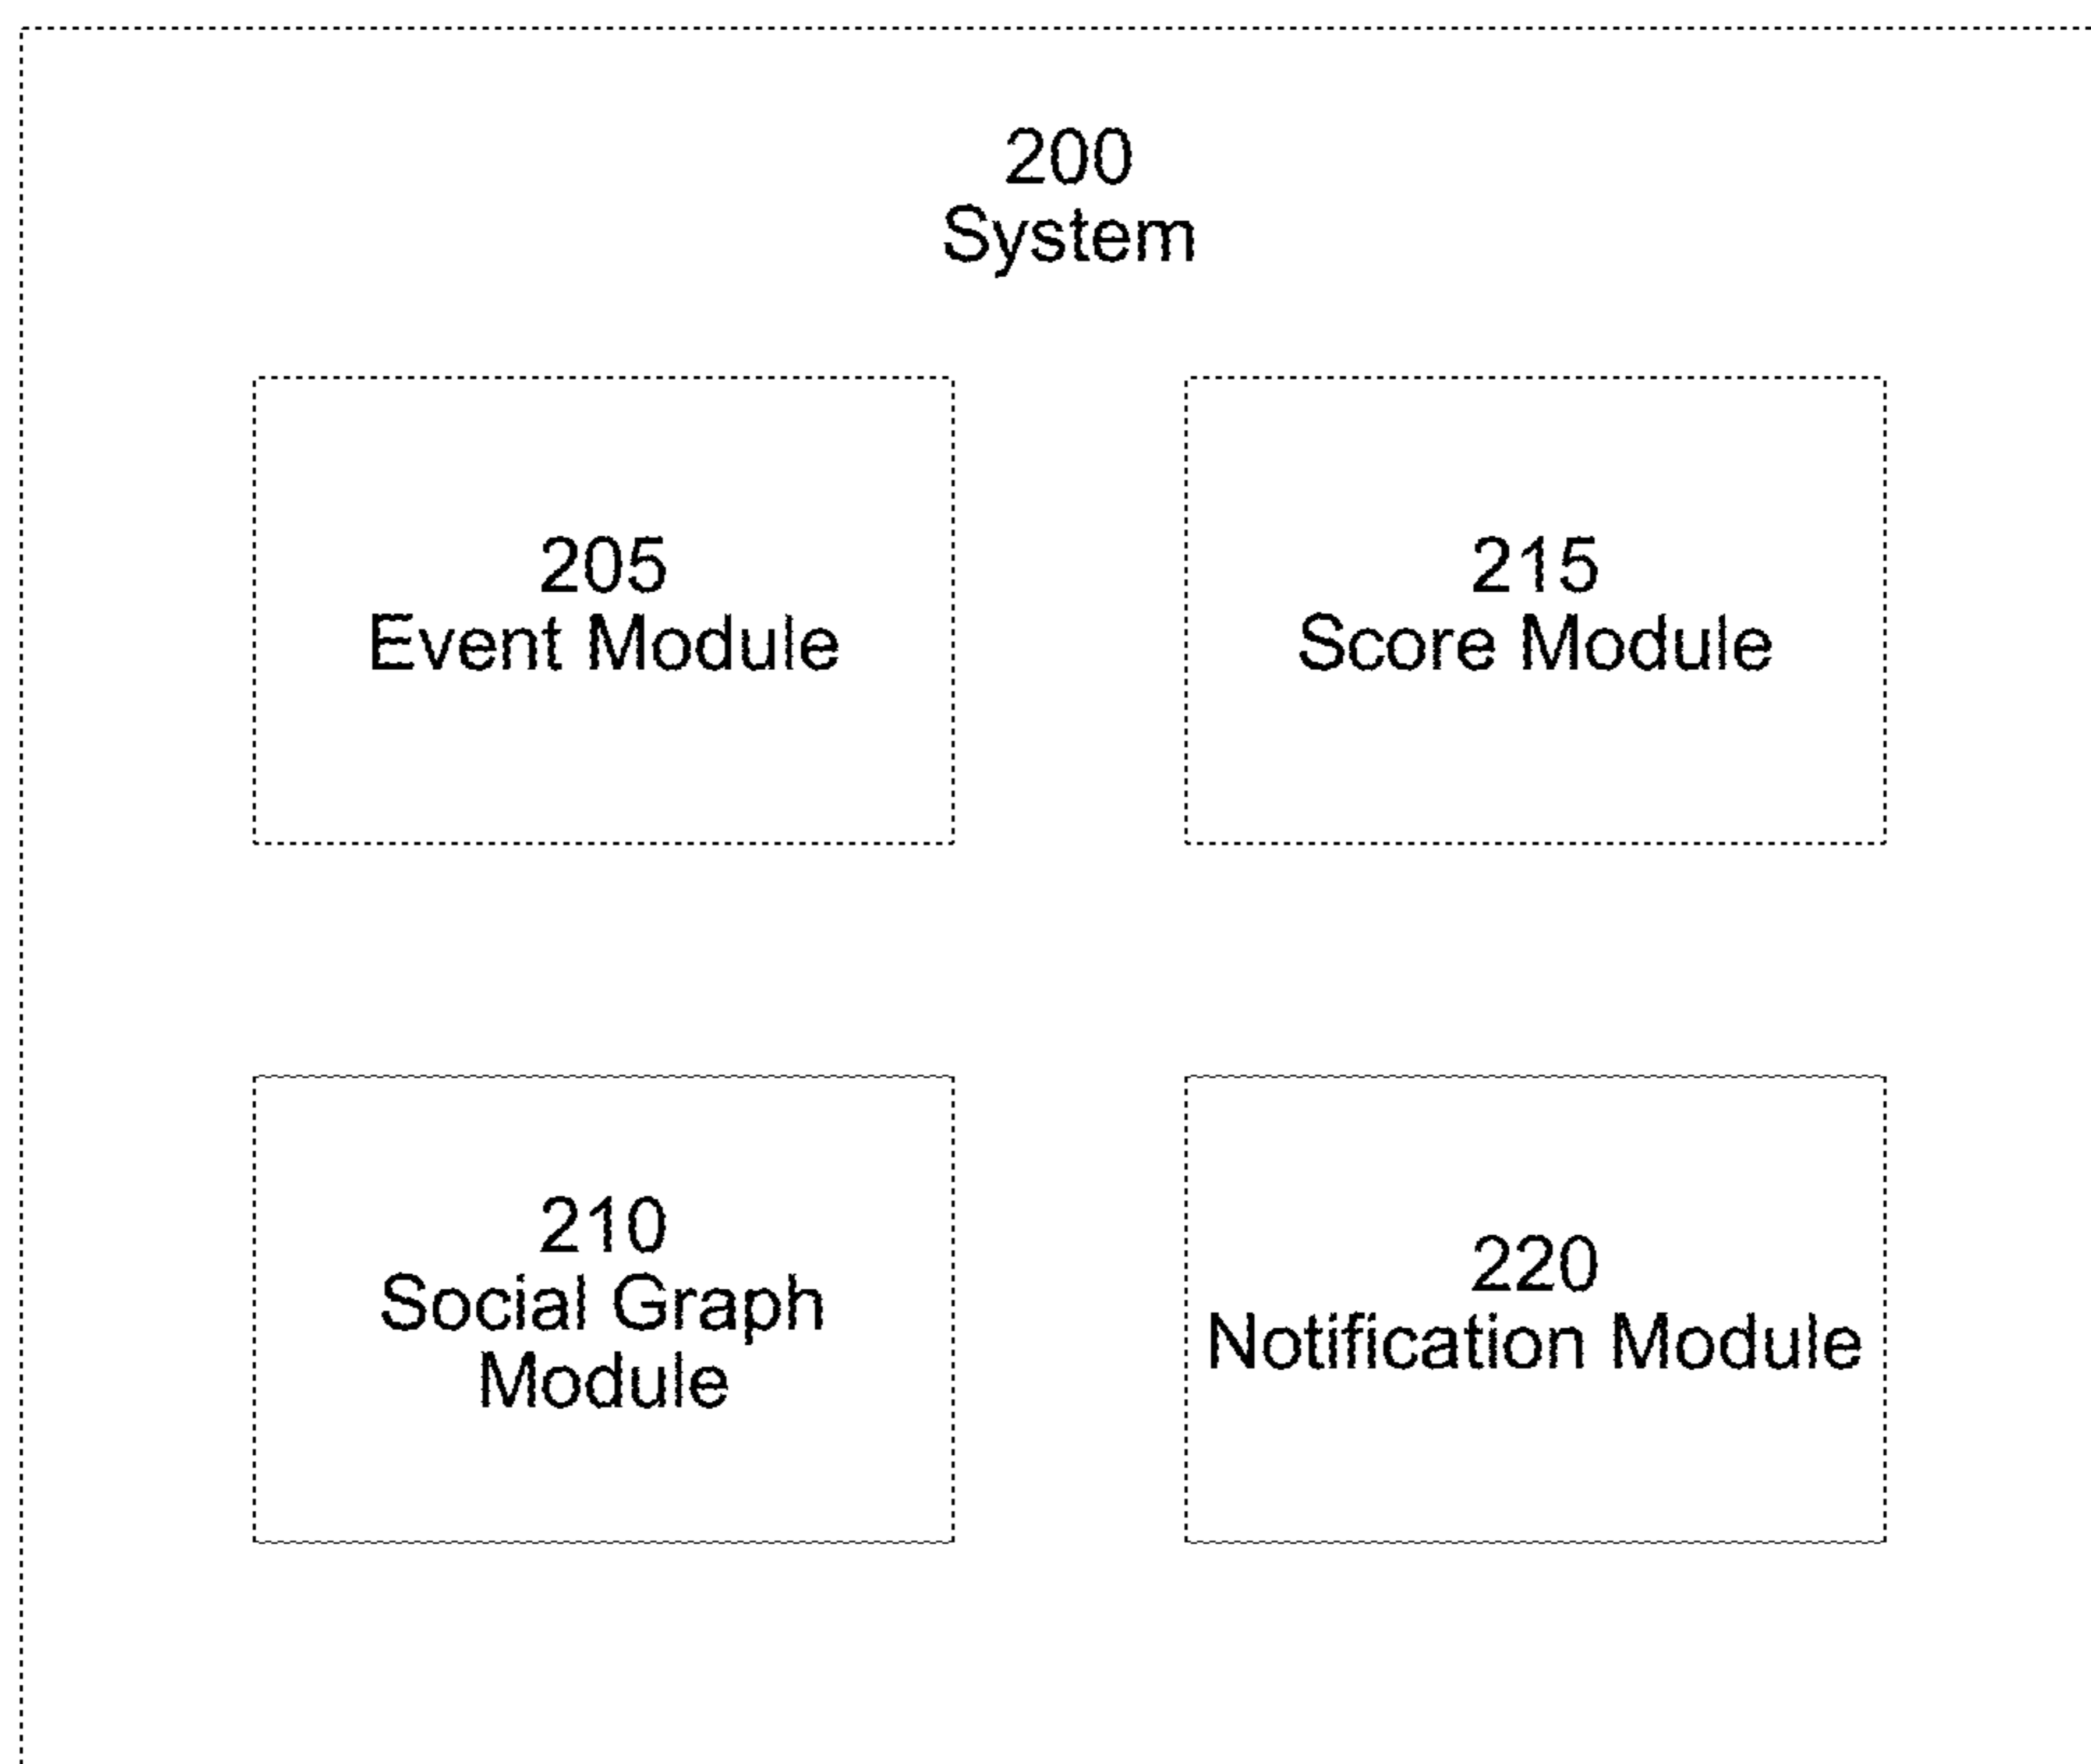 200
System
205
Event Module
215
Score Module
210
Social Graph
Module
220
Notification Module